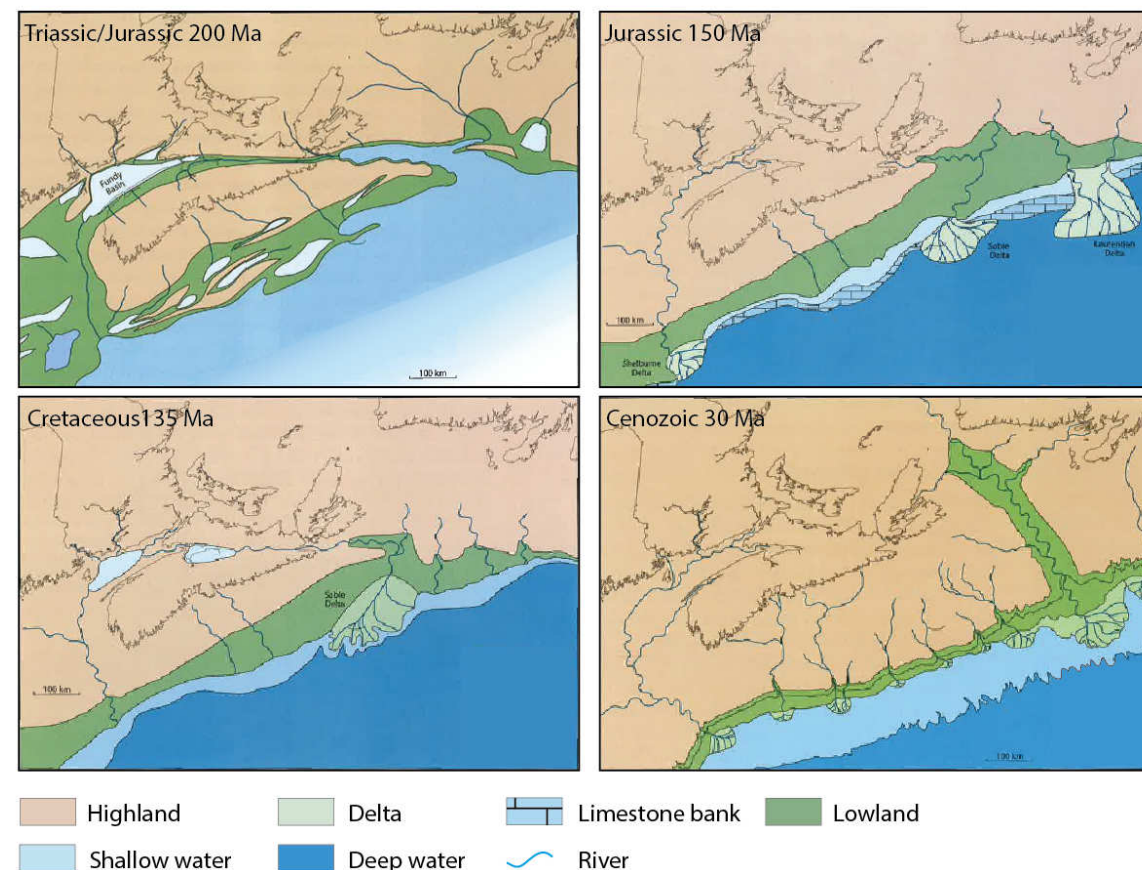 Triassic/Jurassic 200 Ma
Fundy
Basin
100 km
Jurassic 150 Ma
Sable
Delta
Laurentian
Delta
100 km
Shelburne
Delta
Cretaceous135 Ma
Sable
Delta
100 km
Cenozoic 30 Ma
100 km
Highland
Delta
Limestone bank
Lowland
Shallow water
Deep water
River